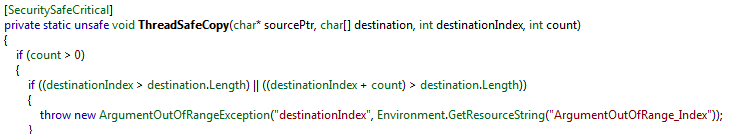 [SecuritySafeCritical]
private static unsafe void ThreadSafeCopy(char* sourcePtr, char[] destination, int destinationIndex, int count)
{
if (count > 0)
{
if ((destinationIndex > destination.Length) || ((destinationIndex + count) > destination.Length))
{
throw new ArgumentOutOfRangeException("destinationIndex", Environment.GetResourceString("ArgumentOutOfRange_Index"));
}